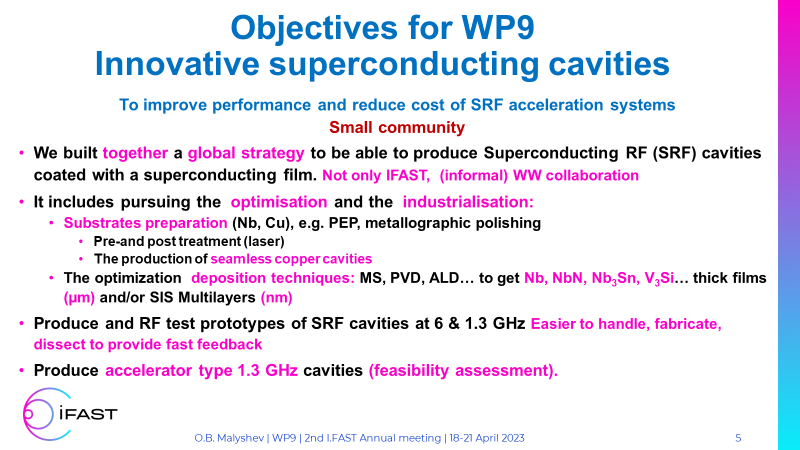 Objectives for WP9
Innovative superconducting cavities
To improve performance and reduce cost of SRF acceleration systems
Small community
• We built together a global strategy to be able to produce Superconducting RF (SRF) cavities
coated with a superconducting film. Not only IFAST, (informal) WW collaboration
• It includes pursuing the optimisation and the industrialisation:
• Substrates preparation (Nb, Cu), e.g. PEP, metallographic polishing
• Pre-and post treatment (laser)
• The production of seamless copper cavities
• The optimization deposition techniques: MS, PVD, ALD… to get Nb, NbN, Nb₃Sn, V₃Si… thick films
(µm) and/or SIS Multilayers (nm)
• Produce and RF test prototypes of SRF cavities at 6 & 1.3 GHz Easier to handle, fabricate,
dissect to provide fast feedback
• Produce accelerator type 1.3 GHz cavities (feasibility assessment).
iFAST
O.B. Malyshev | WP9 | 2nd I.FAST Annual meeting | 18-21 April 2023
5